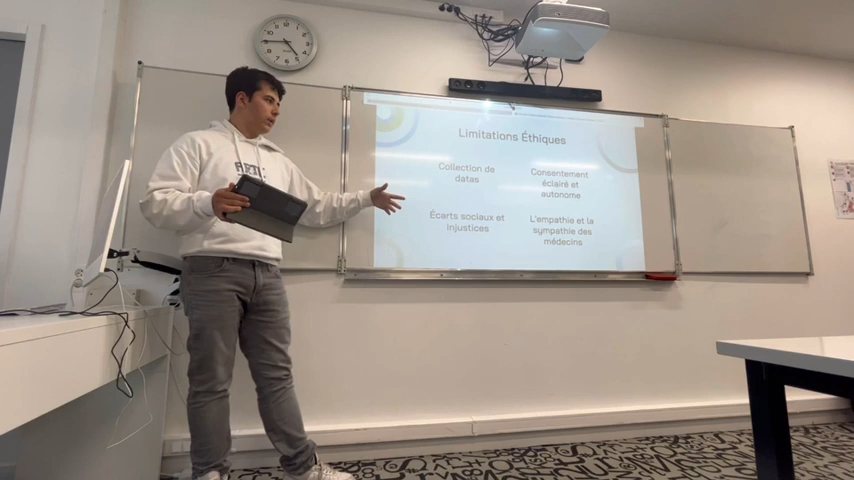 Limitations Éthiques
Collection de
datas
Consentement
éclairé et
autonome
Écarts sociaux et
injustices
L'empathie et la
sympathie des
médecins